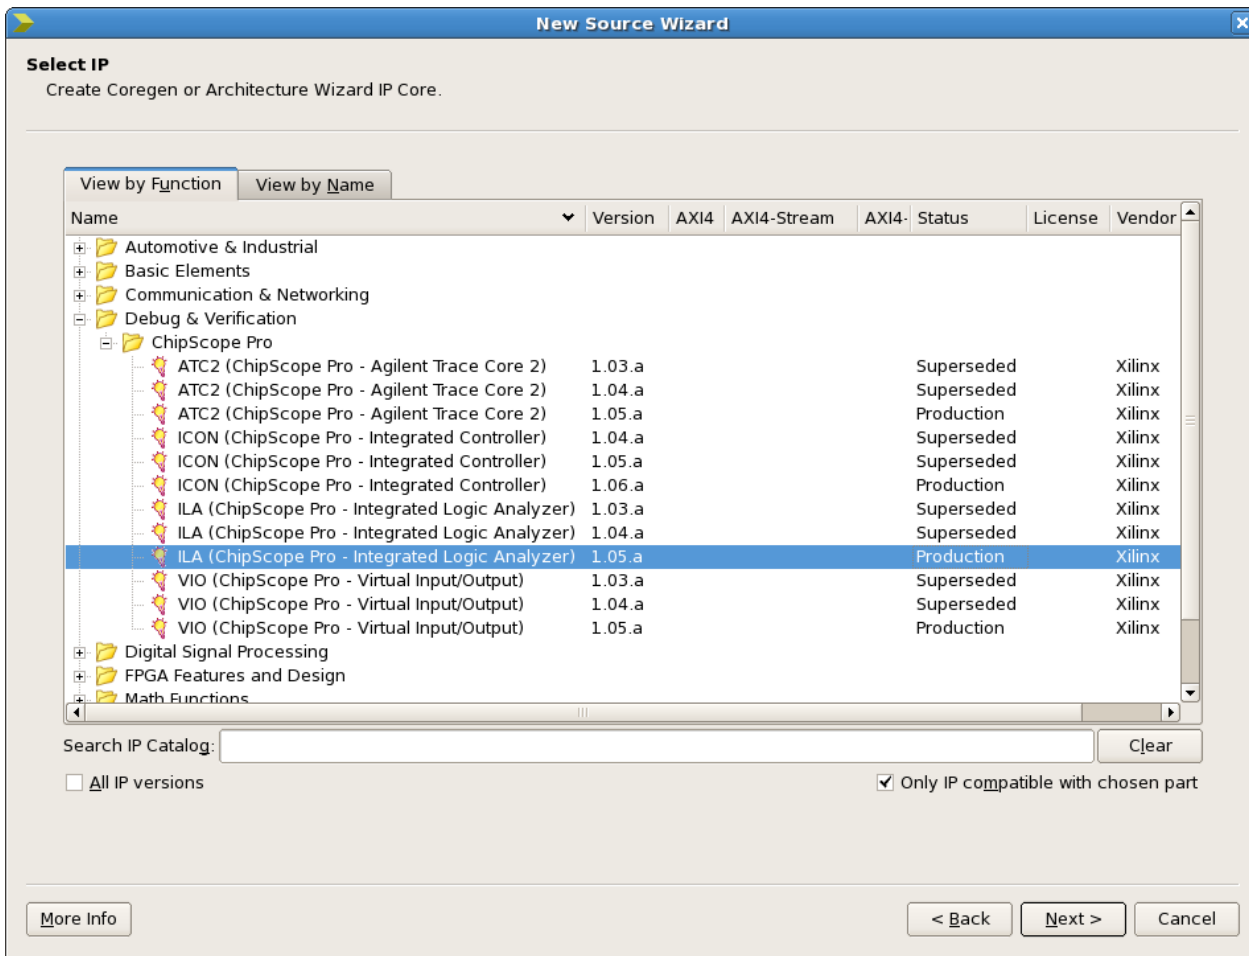 New Source Wizard
Select IP
Create Coregen or Architecture Wizard IP Core.
View by Function View by Name
Name Version AXI4 AXI4-Stream AXI4- Status License Vendor
Automotive & Industrial
Basic Elements
Communication & Networking
Debug & Verification
ChipScope Pro
ATC2 (ChipScope Pro - Agilent Trace Core 2) 1.03.a Superseded Xilinx
ATC2 (ChipScope Pro - Agilent Trace Core 2) 1.04.a Superseded Xilinx
ATC2 (ChipScope Pro - Agilent Trace Core 2) 1.05.a Production Xilinx
ICON (ChipScope Pro - Integrated Controller) 1.04.a Superseded Xilinx
ICON (ChipScope Pro - Integrated Controller) 1.05.a Superseded Xilinx
ICON (ChipScope Pro - Integrated Controller) 1.06.a Production Xilinx
ILA (ChipScope Pro - Integrated Logic Analyzer) 1.03.a Superseded Xilinx
ILA (ChipScope Pro - Integrated Logic Analyzer) 1.04.a Superseded Xilinx
ILA (ChipScope Pro - Integrated Logic Analyzer) 1.05.a Production Xilinx
VIO (ChipScope Pro - Virtual Input/Output) 1.03.a Superseded Xilinx
VIO (ChipScope Pro - Virtual Input/Output) 1.04.a Superseded Xilinx
VIO (ChipScope Pro - Virtual Input/Output) 1.05.a Production Xilinx
Digital Signal Processing
FPGA Features and Design
Math Functions
Search IP Catalog: Clear
All IP versions Only IP compatible with chosen part
More Info < Back Next > Cancel